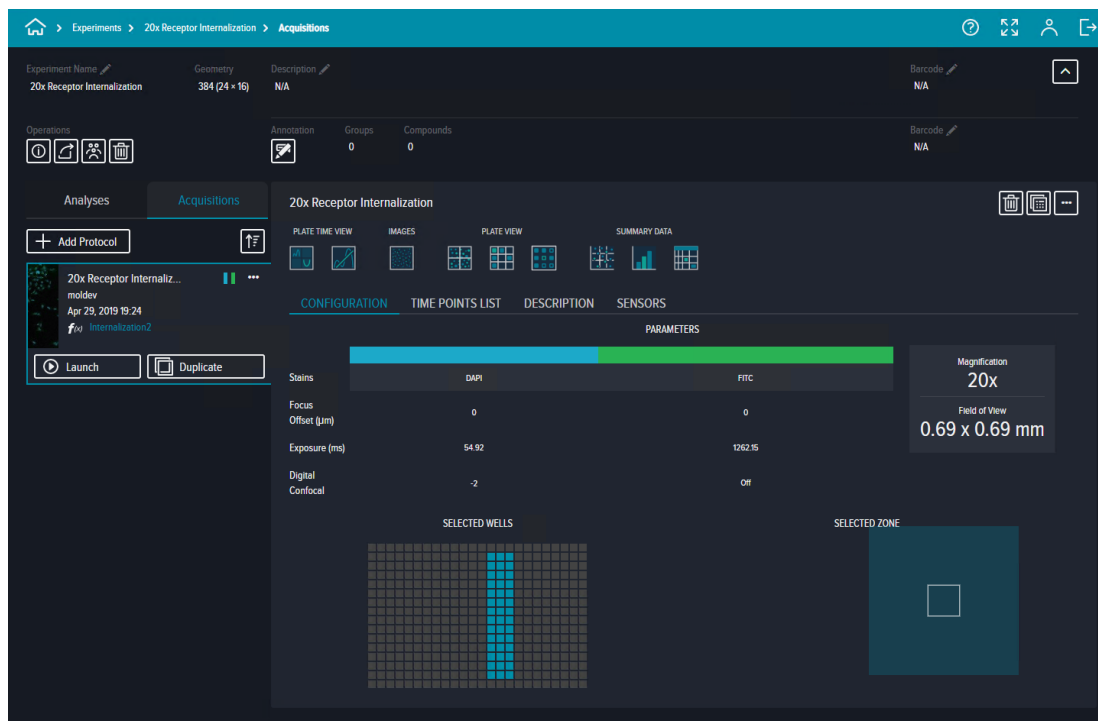 Experiments > 20x Receptor Internalization > Acquisitions
Experiment Name Geometry Description Barcode
20x Receptor Internalization 384 (24 × 16) N/A N/A
Operations Annotation Groups Compounds Barcode
0 0 N/A
Analyses Acquisitions
20x Receptor Internalization
+ Add Protocol
PLATE TIME VIEW IMAGES PLATE VIEW SUMMARY DATA
20x Receptor Internaliz...
moldev
Apr 29, 2019 19:24
f(x) Internalization2
Launch Duplicate
CONFIGURATION TIME POINTS LIST DESCRIPTION SENSORS
PARAMETERS
Stains DAPI FITC
Focus
Offset (µm) 0 0
Exposure (ms) 54.92 1262.15
Digital
Confocal -2 Off
Magnification
20x
Field of View
0.69 x 0.69 mm
SELECTED WELLS SELECTED ZONE